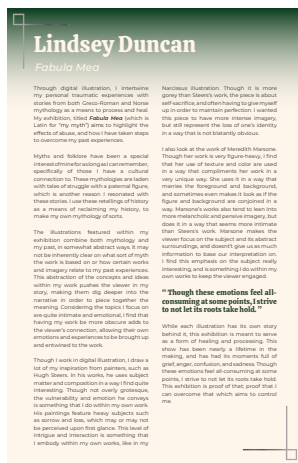 Lindsey Duncan
Fabula Mea
Through digital illustration, I intertwine
my personal traumatic experiences with
stories from both Greco-Roman and Norse
mythology as a means to process and heal.
My exhibition, titled Fabula Mea (which is
Latin for "my myth") aims to highlight the
effects of abuse, and how I have taken steps
to overcome my past experiences.
Myths and folklore have been a special
interest of mine for as long as I can remember,
specifically of those I have a cultural
connection to. These mythologies are laden
with tales of struggle with a paternal figure,
which is another reason I resonated with
these stories. I use these retellings of history
as a means of reclaiming my history, to
make my own mythology of sorts.
The illustrations featured within my
exhibition combine both mythology and
my past, in somewhat abstract ways. It may
not be inherently clear on what sort of myth
the work is based on or how certain works
and imagery relate to my past experiences.
This abstraction of the concepts and ideas
within my work pushes the viewer in my
story, making them dig deeper into the
narrative in order to piece together the
meaning. Considering the topics I focus on
are quite intimate and emotional, I find that
having my work be more obscure adds to
the viewer's connection, allowing their own
emotions and experiences to be brought up
and entwined to the work.
Though I work in digital illustration, I draw a
lot of my inspiration from painters, such as
Hugh Steers. In his works, he uses subject
matter and composition in a way I find quite
interesting. Though not overly grotesque,
the vulnerability and emotion he conveys
is something that I do within my own work.
His paintings feature heavy subjects such
as sorrow and loss, which may or may not
be perceived upon first glance. This level of
intrigue and interaction is something that
I embody within my own works, like in my
Narcissus illustration. Though it is more
gorey than Steers's work, the piece is about
self-sacrifice, and often having to give myself
up in order to maintain perfection. I wanted
this piece to have more intense imagery,
but still represent the loss of one's identity
in a way that is not blatantly obvious.
I also look at the work of Meredith Marsone.
Though her work is very figure-heavy, I find
that her use of texture and color are used
in a way that compliments her work in a
very unique way. She uses it in a way that
marries the foreground and background,
and sometimes even makes it look as if the
figure and background are conjoined in a
way. Marsone's works also tend to lean into
more melancholic and pensive imagery, but
does it in a way that seems more intimate
than Steers's work. Marsone makes the
viewer focus on the subject and its abstract
surroundings, and doesn't give us as much
information to base our interpretation on.
I find this emphasis on the subject really
interesting, and is something I do within my
own works to keep the viewer engaged.
" Though these emotions feel all-
consuming at some points, I strive
to not let its roots take hold. "
While each illustration has its own story
behind it, this exhibition is meant to serve
as a form of healing and processing. This
show has been nearly a lifetime in the
making, and has had its moments full of
grief, anger, confusion, and sadness. Though
these emotions feel all-consuming at some
points, I strive to not let its roots take hold.
This exhibition is proof of that; proof that I
can overcome that which aims to control
me.